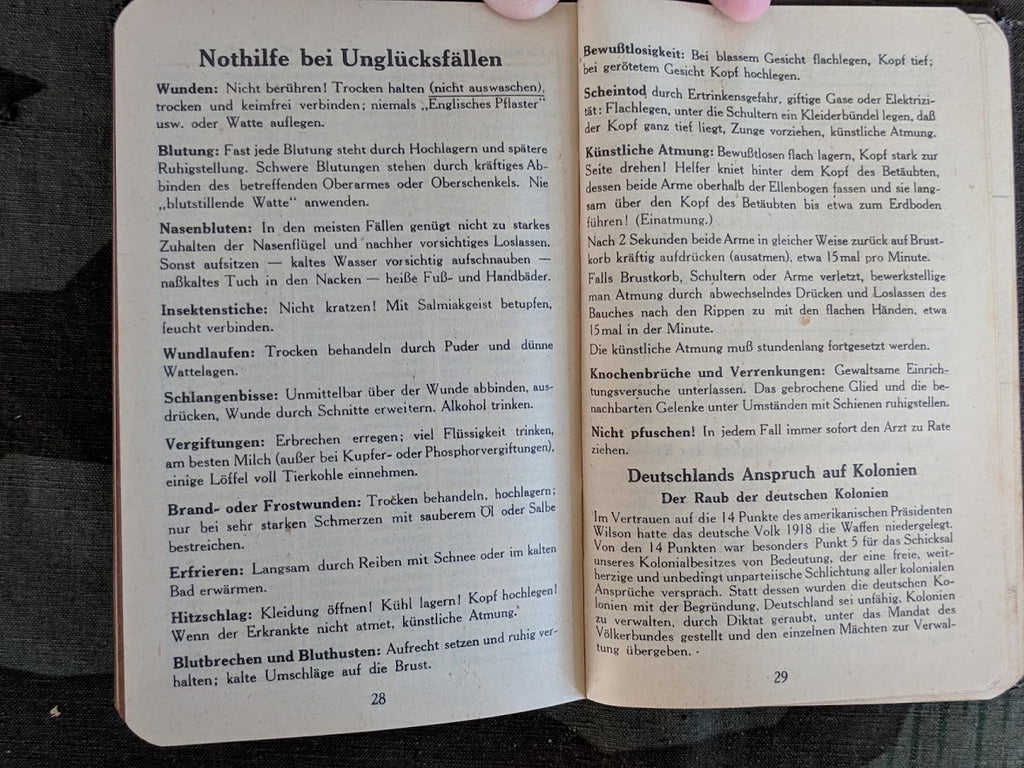 Nothilfe bei Unglücksfällen
Wunden: Nicht berühren! Trocken halten (nicht auswaschen),
trocken und keimfrei verbinden; niemals „Englisches Pflaster“
usw. oder Watte auflegen.
Blutung: Fast jede Blutung steht durch Hochlagern und spätere
Ruhigstellung. Schwere Blutungen stehen durch kräftiges Ab-
binden des betreffenden Oberarmes oder Oberschenkels. Nie
„blutstillende Watte“ anwenden.
Nasenbluten: In den meisten Fällen genügt nicht zu starkes
Zuhalten der Nasenflügel und nachher vorsichtiges Loslassen.
Sonst aufsitzen — kaltes Wasser vorsichtig aufschnauben —
naßkaltes Tuch in den Nacken — heiße Fuß- und Handbäder.
Insektenstiche: Nicht kratzen! Mit Salmiakgeist betupfen,
feucht verbinden.
Wundlaufen: Trocken behandeln durch Puder und dünne
Wattelagen.
Schlangenbisse: Unmittelbar über der Wunde abbinden, aus-
drücken, Wunde durch Schnitte erweitern. Alkohol trinken.
Vergiftungen: Erbrechen erregen; viel Flüssigkeit trinken,
am besten Milch (außer bei Kupfer- oder Phosphorvergiftungen),
einige Löffel voll Tierkohle einnehmen.
Brand- oder Frostwunden: Trocken behandeln, hochlagern;
nur bei sehr starken Schmerzen mit sauberem Öl oder Salbe
bestreichen.
Erfrieren: Langsam durch Reiben mit Schnee oder im kalten
Bad erwärmen.
Hitzschlag: Kleidung öffnen! Kühl lagern! Kopf hochlegen!
Wenn der Erkrankte nicht atmet, künstliche Atmung.
Blutbrechen und Bluthusten: Aufrecht setzen und ruhig ver-
halten; kalte Umschläge auf die Brust.
28
Bewußtlosigkeit: Bei blassem Gesicht flachlegen, Kopf tief;
bei gerötetem Gesicht Kopf hochlegen.
Scheintod durch Ertrinkensgefahr, giftige Gase oder Elektrizi-
tät: Flachlegen, unter die Schultern ein Kleiderbündel legen, daß
der Kopf ganz tief liegt, Zunge vorziehen, künstliche Atmung.
Künstliche Atmung: Bewußtlosen flach lagern, Kopf stark zur
Seite drehen! Helfer kniet hinter dem Kopf des Betäubten,
dessen beide Arme oberhalb der Ellenbogen fassen und sie lang-
sam über den Kopf des Betäubten bis etwa zum Erdboden
führen! (Einatmung.)
Nach 2 Sekunden beide Arme in gleicher Weise zurück auf Brust-
korb kräftig aufdrücken (ausatmen), etwa 15mal pro Minute.
Falls Brustkorb, Schultern oder Arme verletzt, bewerkstellige
man Atmung durch abwechselndes Drücken und Loslassen des
Bauches nach den Rippen zu mit den flachen Händen, etwa
15mal in der Minute.
Die künstliche Atmung muß stundenlang fortgesetzt werden.
Knochenbrüche und Verrenkungen: Gewaltsame Einrich-
tungsversuche unterlassen. Das gebrochene Glied und die be-
nachbarten Gelenke unter Umständen mit Schienen ruhigstellen.
Nicht pfuschen! In jedem Fall immer sofort den Arzt zu Rate
ziehen.
Deutschlands Anspruch auf Kolonien
Der Raub der deutschen Kolonien
Im Vertrauen auf die 14 Punkte des amerikanischen Präsidenten
Wilson hatte das deutsche Volk 1918 die Waffen niedergelegt.
Von den 14 Punkten war besonders Punkt 5 für das Schicksal
unseres Kolonialbesitzes von Bedeutung, der eine freie, weit-
herzige und unbedingt unparteiische Schlichtung aller kolonialen
Ansprüche versprach. Statt dessen wurden die deutschen Ko-
lonien mit der Begründung, Deutschland sei unfähig, Kolonien
zu verwalten, durch Diktat geraubt, unter das Mandat des
Völkerbundes gestellt und den einzelnen Mächten zur Verwal-
tung übergeben.
29